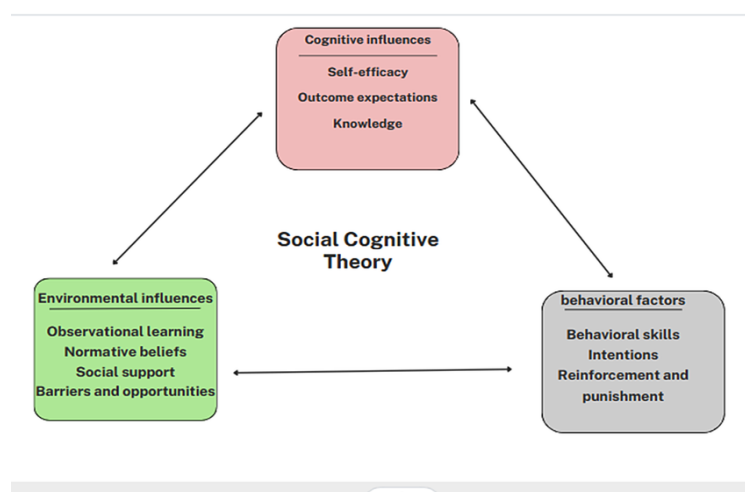 Cognitive influences
Self-efficacy
Outcome expectations
Knowledge
Social Cognitive
Theory
Environmental influences
Observational learning
Normative beliefs
Social support
Barriers and opportunities
behavioral factors
Behavioral skills
Intentions
Reinforcement and
punishment